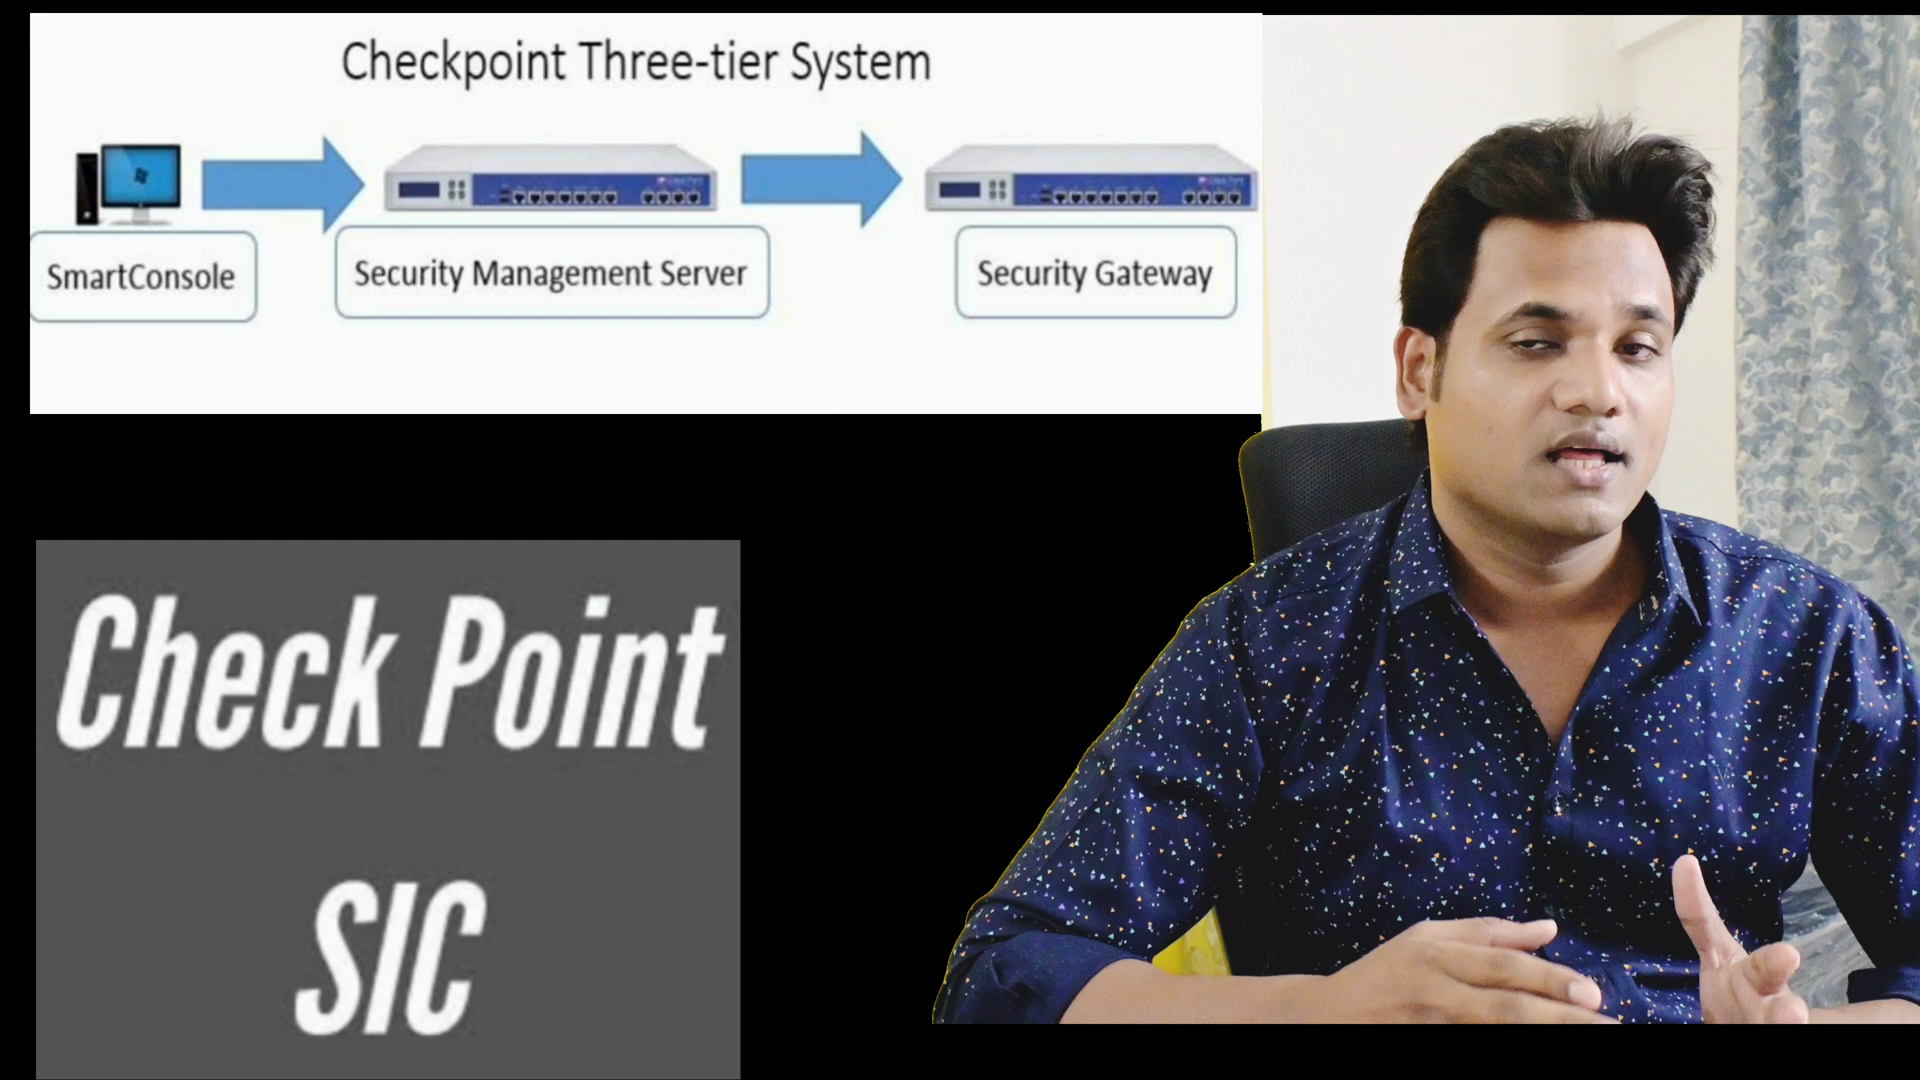 Checkpoint Three-tier System
SmartConsole
Security Management Server
Security Gateway
Check Point
SIC